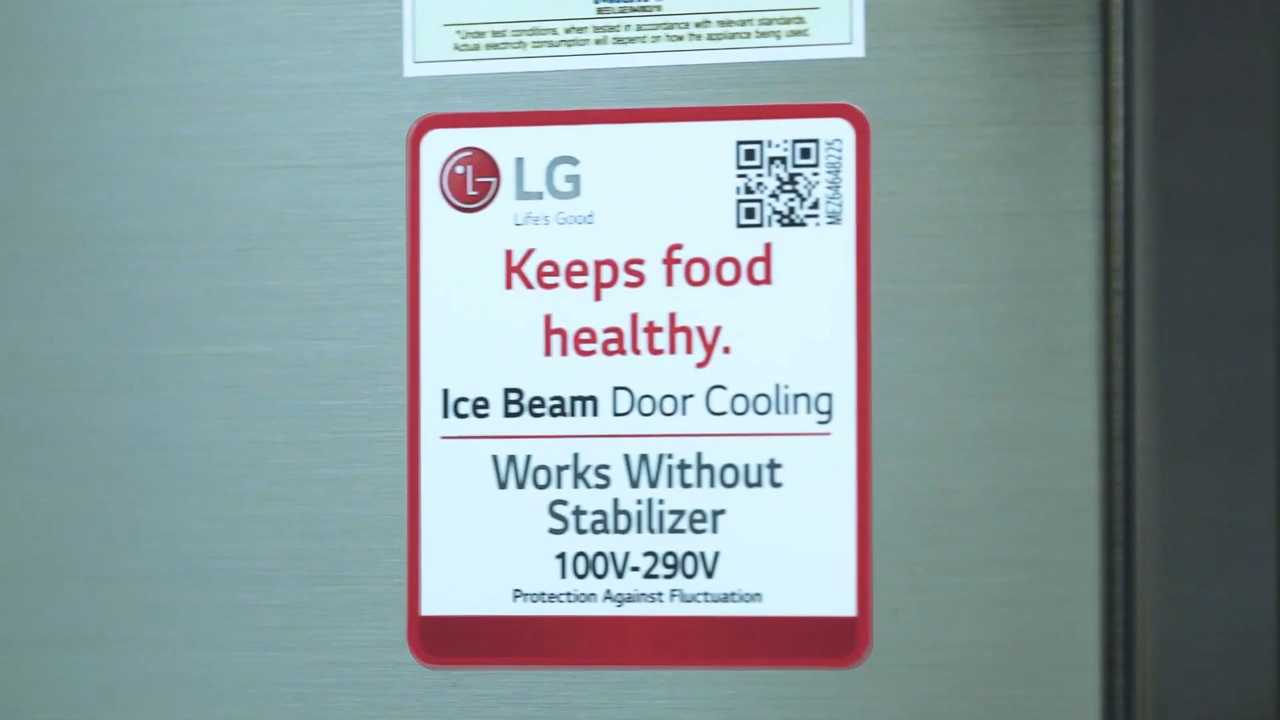 *Under test conditions, when tested in accordance with relevant standards.
Actual electricity consumption will depend on how the appliance being used.
LG
Life's Good
MEZ64648225
Keeps food
healthy.
Ice Beam Door Cooling
Works Without
Stabilizer
100V-290V
Protection Against Fluctuation